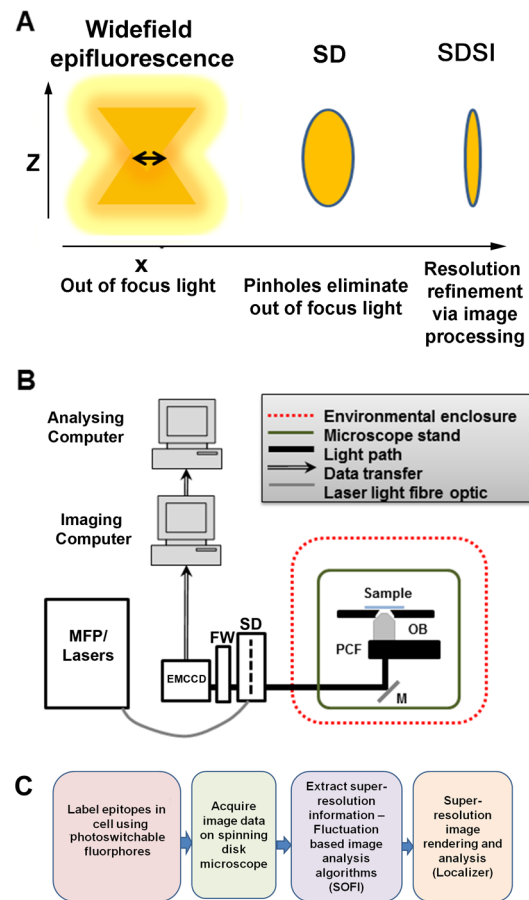 A
Widefield
epifluorescence
SD
SDSI
Z
X
Out of focus light
Pinholes eliminate
out of focus light
Resolution
refinement
via image
processing
B
Analysing
Computer
Imaging
Computer
Environmental enclosure
Microscope stand
Light path
Data transfer
Laser light fibre optic
MFP/
Lasers
EMCCD
FW
SD
Sample
OB
PCF
M
C
Label epitopes in
cell using
photoswitchable
fluorphores
Acquire
image data
on spinning
disk
microscope
Extract super-
resolution
information –
Fluctuation
based image
analysis
algorithms
(SOFI)
Super-
resolution
image
rendering and
analysis
(Localizer)